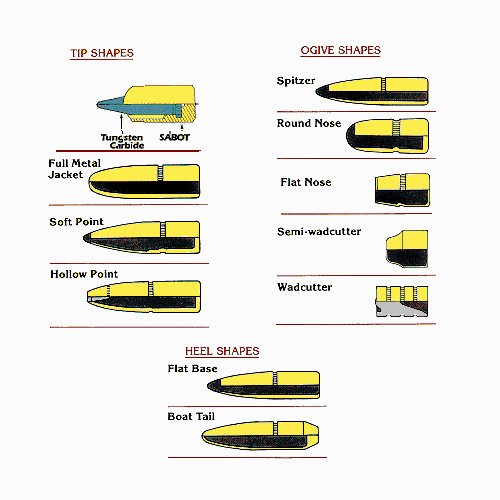 TIP SHAPES
Tungsten
Carbide
SABOT
Full Metal
Jacket
Soft Point
Hollow Point
OGIVE SHAPES
Spitzer
Round Nose
Flat Nose
Semi-wadcutter
Wadcutter
HEEL SHAPES
Flat Base
Boat Tail